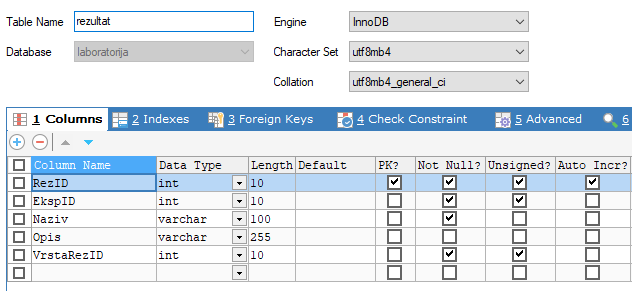 Table Name rezultat Engine InnoDB
Database laboratorija Character Set utf8mb4
Collation utf8mb4_general_ci
1 Columns 2 Indexes 3 Foreign Keys 4 Check Constraint 5 Advanced 6
Column Name Data Type Length Default PK? Not Null? Unsigned? Auto Incr?
RezID int 10
EkspID int 10
Naziv varchar 100
Opis varchar 255
VrstaRezID int 10